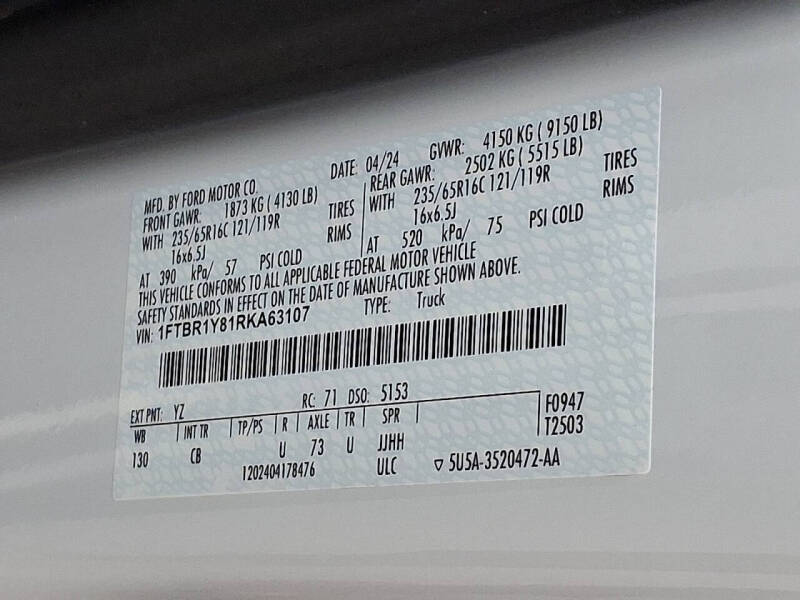 MFD. BY FORD MOTOR CO. DATE: 04/24 GVWR: 4150 KG ( 9150 LB)
FRONT GAWR: 1873 KG ( 4130 LB) REAR GAWR: 2502 KG ( 5515 LB)
WITH 235/65R16C 121/119R TIRES WITH 235/65R16C 121/119R TIRES
16x6.5J RIMS 16x6.5J RIMS
AT 390 kPa/ 57 PSI COLD AT 520 kPa/ 75 PSI COLD
THIS VEHICLE CONFORMS TO ALL APPLICABLE FEDERAL MOTOR VEHICLE
SAFETY STANDARDS IN EFFECT ON THE DATE OF MANUFACTURE SHOWN ABOVE.
VIN: 1FTBR1Y81RKA63107 TYPE: Truck
EXT PNT: YZ RC: 71 DSO: 5153
WB INT TR TP/PS R AXLE TR SPR F0947
130 CB U 73 U JJHH T2503
1202404178476 ULC ▽ 5U5A-3520472-AA